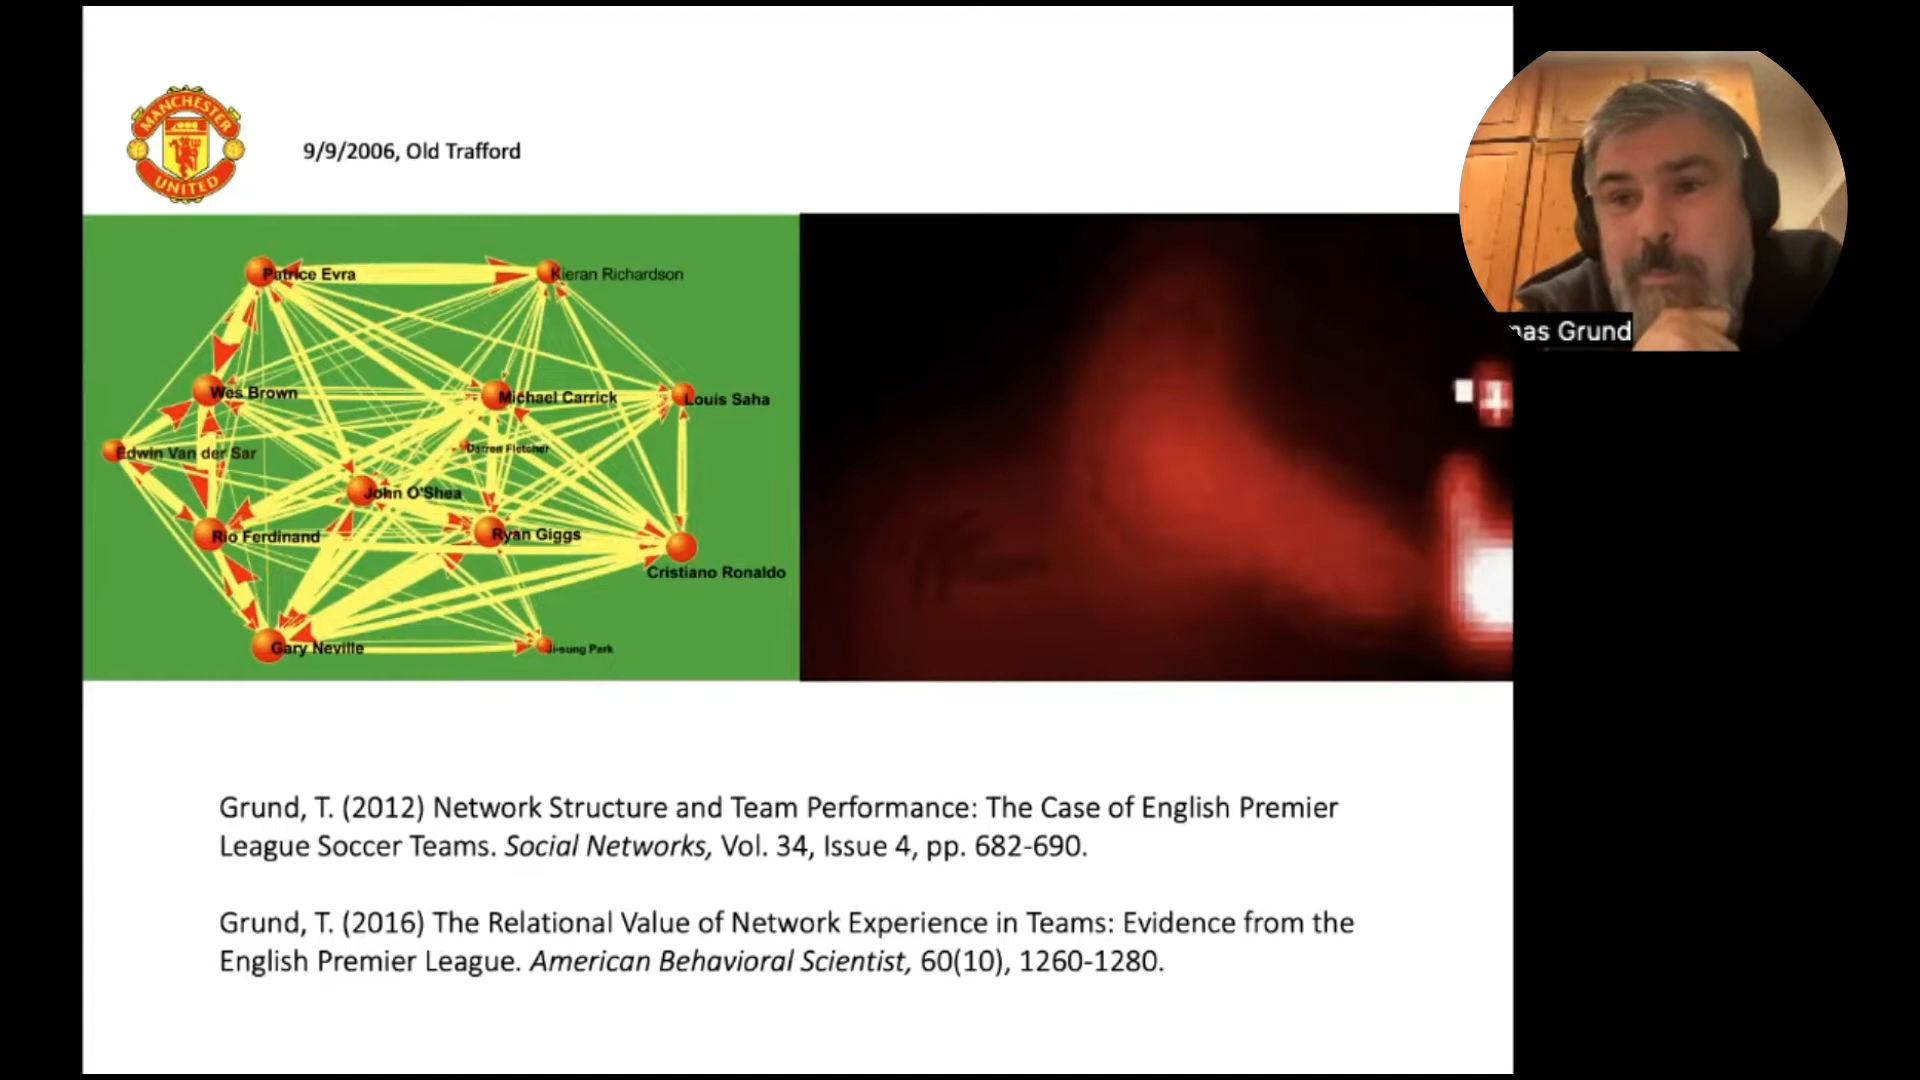 MANCHESTER
UNITED
9/9/2006, Old Trafford
Patrice Evra
Kieran Richardson
Wes Brown
Michael Carrick
Louis Saha
Edwin Van der Sar
Darren Fletcher
John O'Shea
Rio Ferdinand
Ryan Giggs
Cristiano Ronaldo
Gary Neville
Ji-sung Park
mas Grund
Grund, T. (2012) Network Structure and Team Performance: The Case of English Premier
League Soccer Teams. Social Networks, Vol. 34, Issue 4, pp. 682-690.
Grund, T. (2016) The Relational Value of Network Experience in Teams: Evidence from the
English Premier League. American Behavioral Scientist, 60(10), 1260-1280.